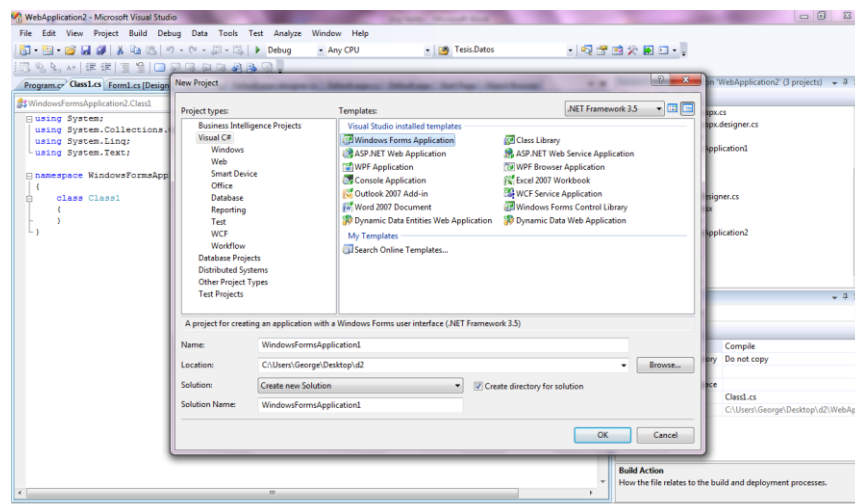 WebApplication2 - Microsoft Visual Studio
File Edit View Project Build Debug Data Tools Test Analyze Window Help
Debug Any CPU Tesis.Datos
Program.cs Class1.cs Form1.cs [Design
WindowsFormsApplication2.Class1
using System;
using System.Collections.
using System.Linq;
using System.Text;
namespace WindowsFormsApp
{
class Class1
{
}
}
New Project
Project types:
Business Intelligence Projects
Visual C#
Windows
Web
Smart Device
Office
Database
Reporting
Test
WCF
Workflow
Database Projects
Distributed Systems
Other Project Types
Test Projects
Templates:
.NET Framework 3.5
Visual Studio installed templates
Windows Forms Application
Class Library
ASP.NET Web Application
ASP.NET Web Service Application
WPF Application
WPF Browser Application
Console Application
Excel 2007 Workbook
Outlook 2007 Add-in
WCF Service Application
Word 2007 Document
Windows Forms Control Library
Dynamic Data Entities Web Application
Dynamic Data Web Application
My Templates
Search Online Templates...
A project for creating an application with a Windows Forms user interface (.NET Framework 3.5)
Name: WindowsFormsApplication1
Location: C:\Users\George\Desktop\d2 Browse...
Solution: Create new Solution Create directory for solution
Solution Name: WindowsFormsApplication1
OK Cancel
on 'WebApplication2' (3 projects)
spx.cs
spx.designer.cs
pplication1
signer.cs
pplication2
Compile
ory Do not copy
ace
Class1.cs
C:\Users\George\Desktop\d2\WebAp
Build Action
How the file relates to the build and deployment processes.